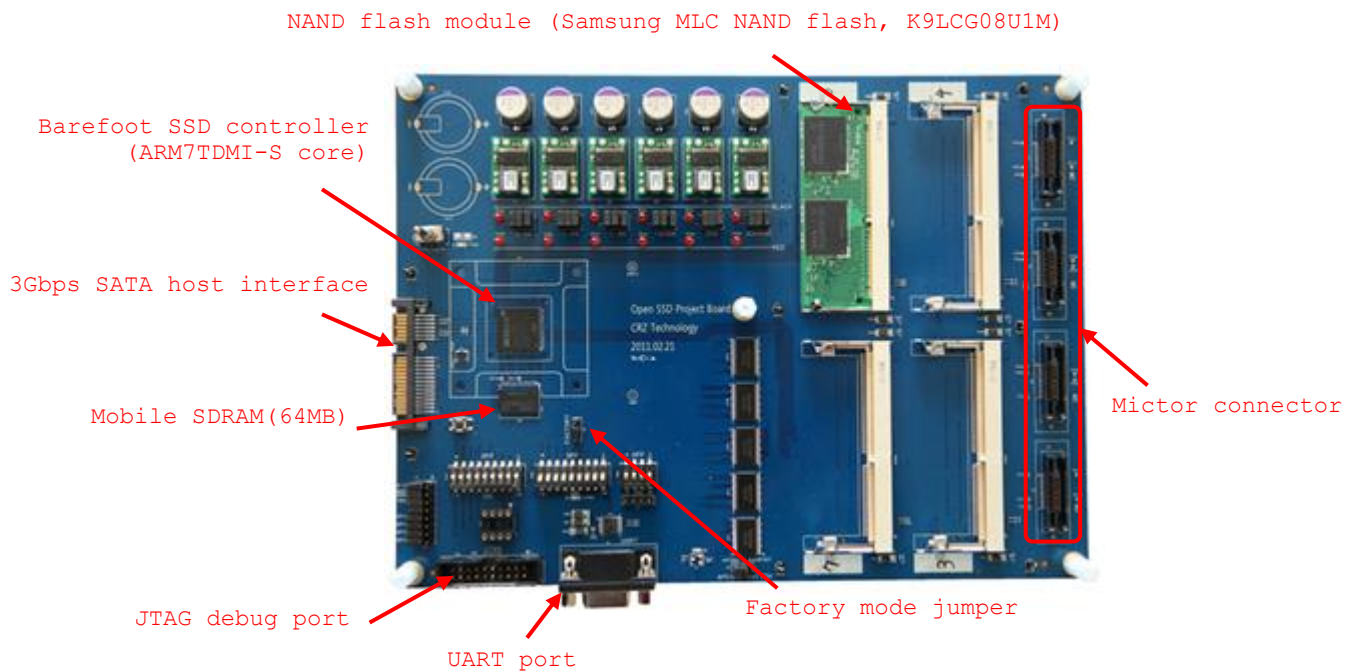 NAND flash module (Samsung MLC NAND flash, K9LCG08U1M)
Barefoot SSD controller
(ARM7TDMI-S core)
3Gbps SATA host interface
Open SSD Project Board
CRZ Technology
2011.02.21
Mobile SDRAM(64MB)
Mictor connector
Factory mode jumper
JTAG debug port
UART port